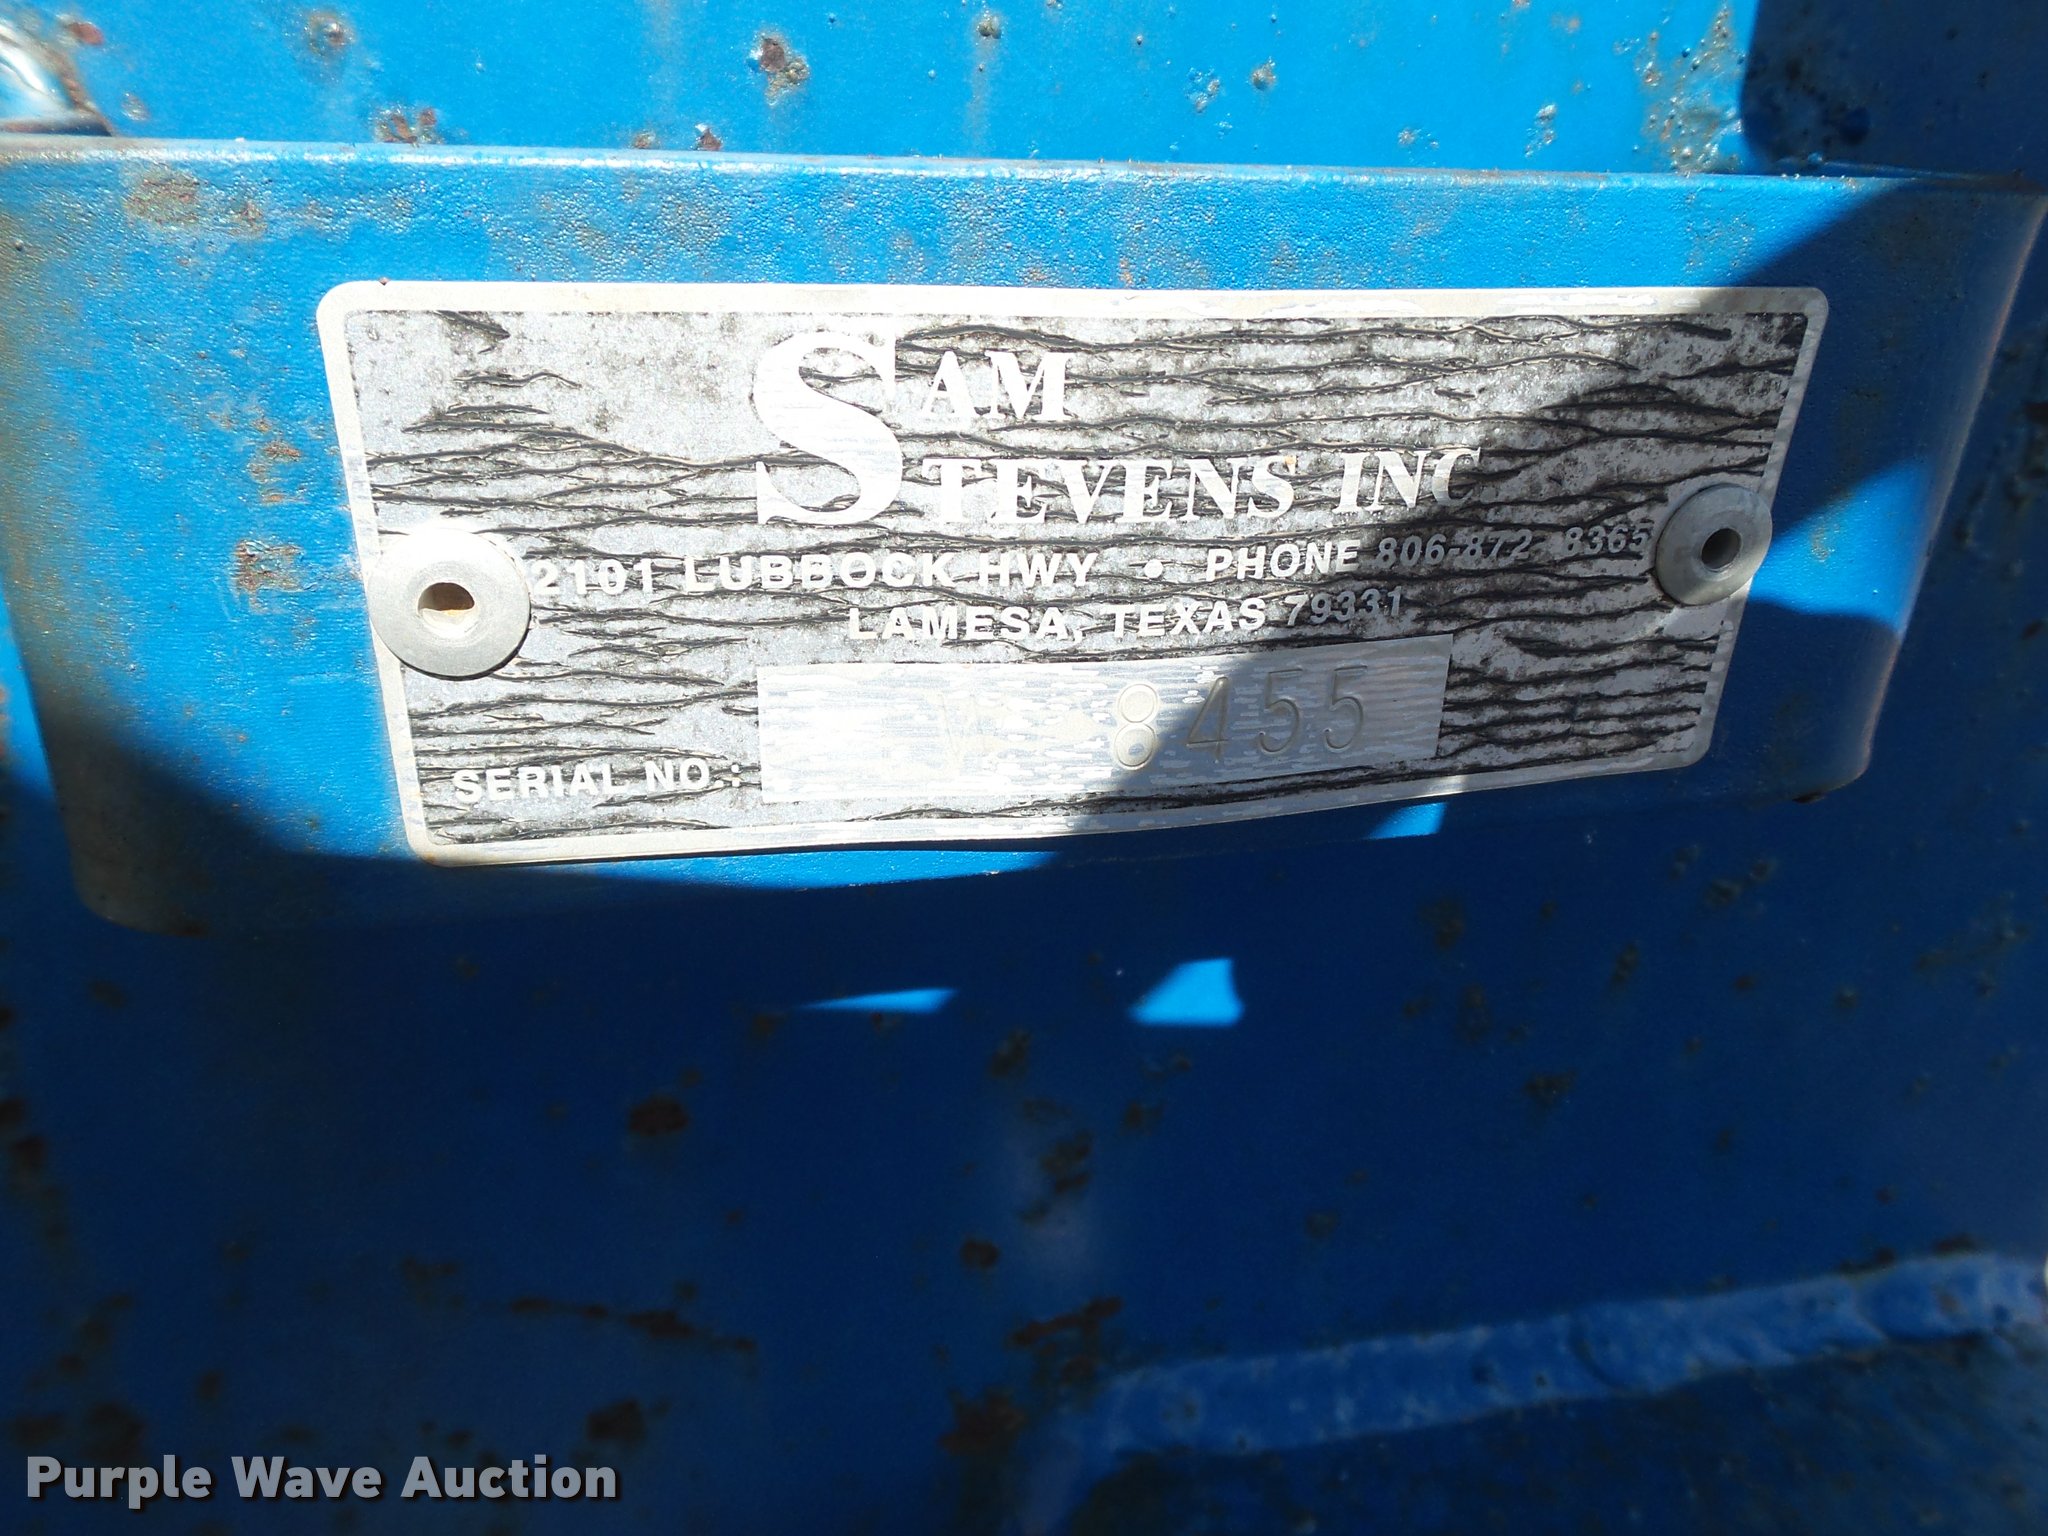 SAM
STEVENS INC.
2101 LUBBOCK HWY • PHONE 806-872-8365
LAMESA, TEXAS 79331
SERIAL NO.: 8455
Purple Wave Auction